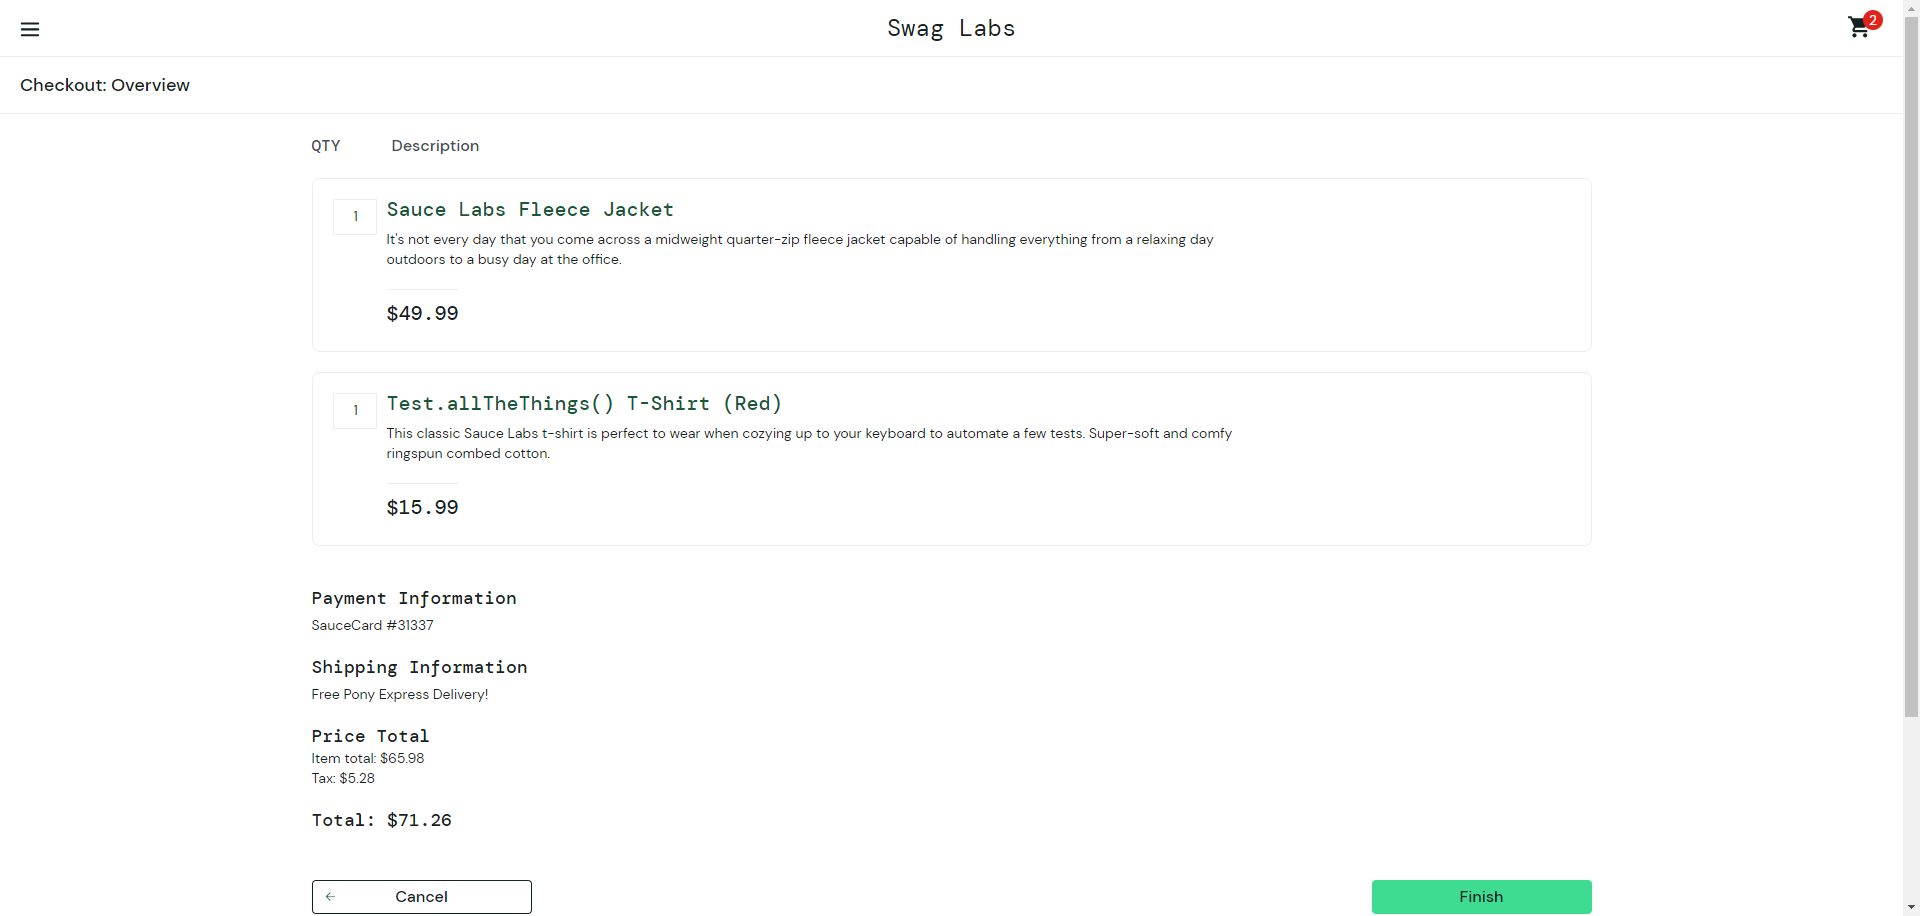 Swag Labs
2
Checkout: Overview
QTY Description
1
Sauce Labs Fleece Jacket
It's not every day that you come across a midweight quarter-zip fleece jacket capable of handling everything from a relaxing day
outdoors to a busy day at the office.
$49.99
1
Test.allTheThings() T-Shirt (Red)
This classic Sauce Labs t-shirt is perfect to wear when cozying up to your keyboard to automate a few tests. Super-soft and comfy
ringspun combed cotton.
$15.99
Payment Information
SauceCard #31337
Shipping Information
Free Pony Express Delivery!
Price Total
Item total: $65.98
Tax: $5.28
Total: $71.26
Cancel
Finish